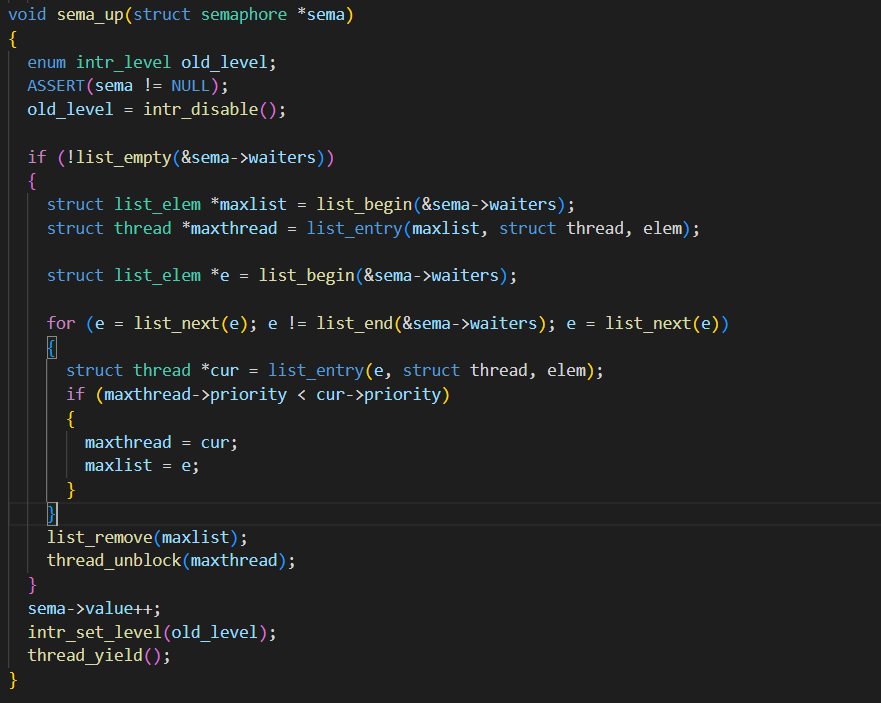 void sema_up(struct semaphore *sema)
{
  enum intr_level old_level;
  ASSERT(sema != NULL);
  old_level = intr_disable();

  if (!list_empty(&sema->waiters))
  {
    struct list_elem *maxlist = list_begin(&sema->waiters);
    struct thread *maxthread = list_entry(maxlist, struct thread, elem);

    struct list_elem *e = list_begin(&sema->waiters);

    for (e = list_next(e); e != list_end(&sema->waiters); e = list_next(e))
    {
      struct thread *cur = list_entry(e, struct thread, elem);
      if (maxthread->priority < cur->priority)
      {
        maxthread = cur;
        maxlist = e;
      }
    }
    list_remove(maxlist);
    thread_unblock(maxthread);
  }
  sema->value++;
  intr_set_level(old_level);
  thread_yield();
}